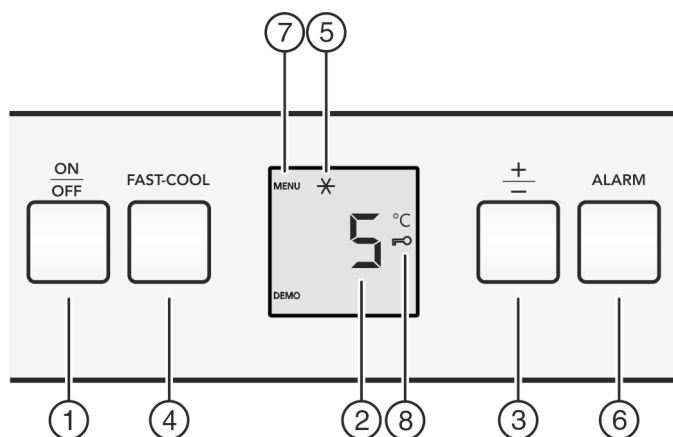 7 5
ON
OFF
FAST-COOL
MENU
5 °C
DEMO
+
−
ALARM
1 4 2 8 3 6